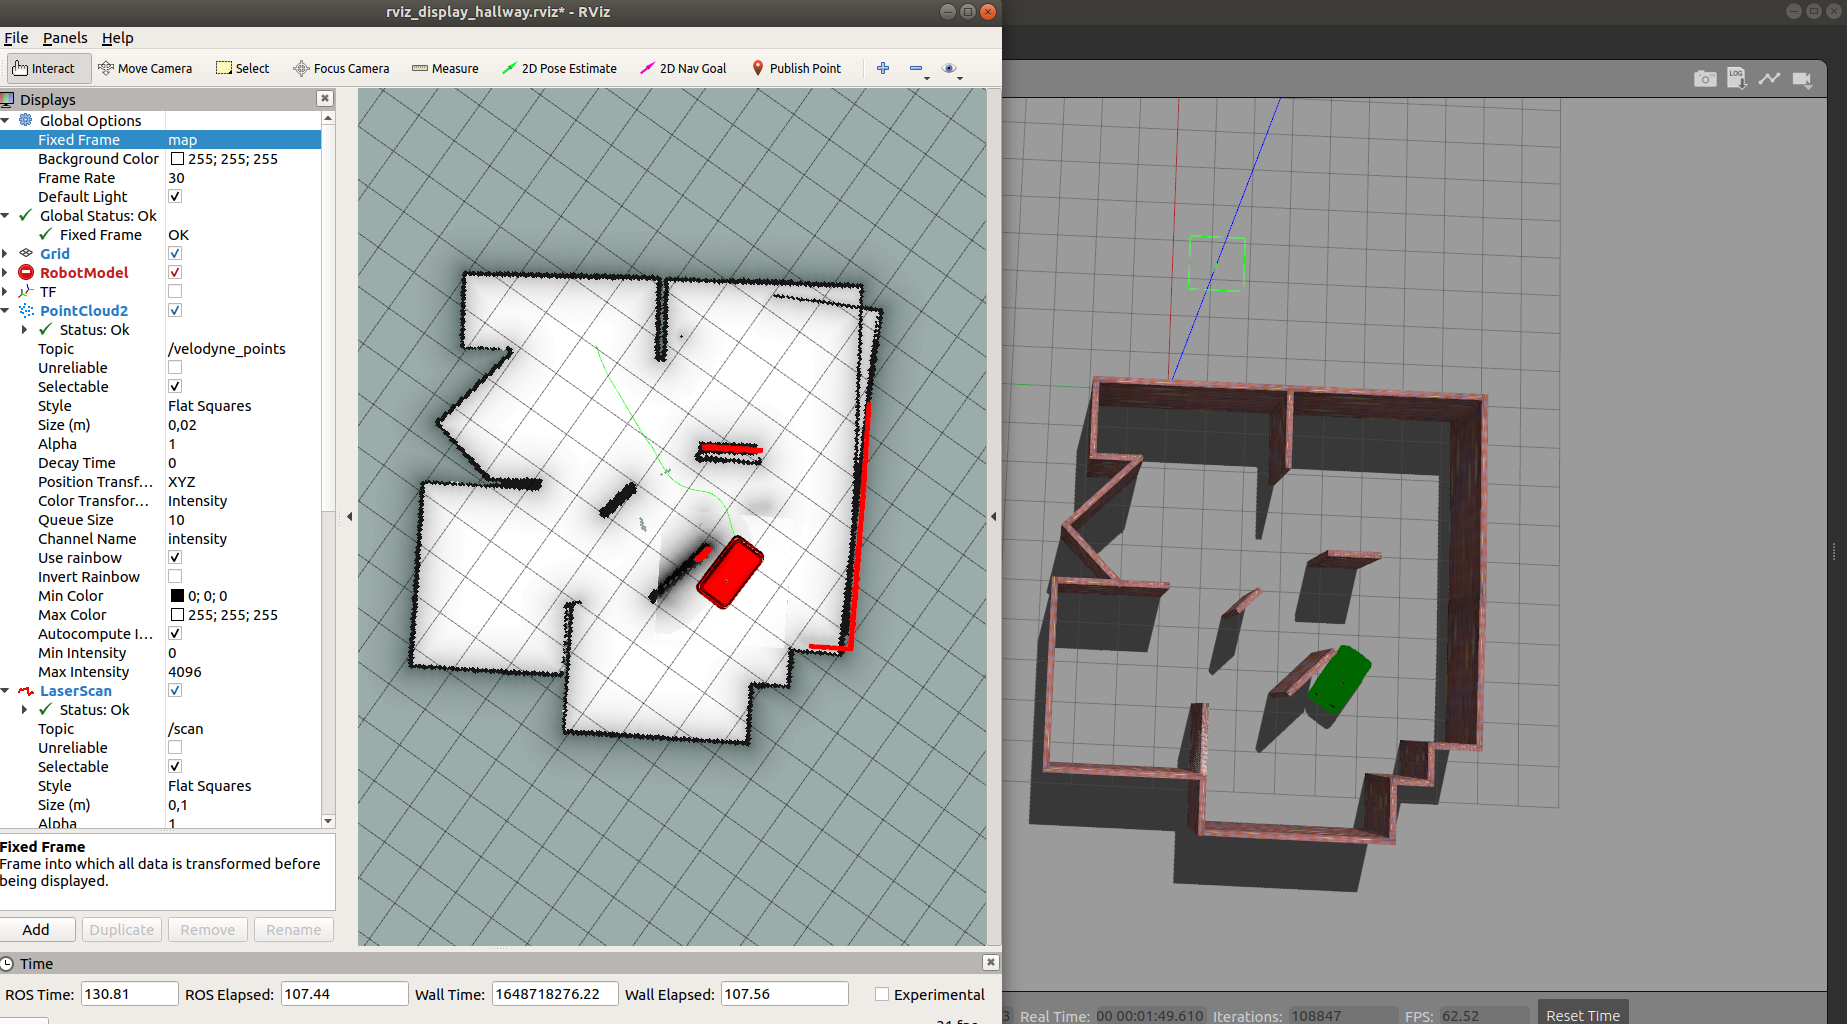 rviz_display_hallway.rviz* - RViz
File Panels Help
Interact Move Camera Select Focus Camera Measure 2D Pose Estimate 2D Nav Goal Publish Point
LOG
Displays
Global Options
Fixed Frame map
Background Color 255; 255; 255
Frame Rate 30
Default Light
Global Status: Ok
Fixed Frame OK
Grid
RobotModel
TF
PointCloud2
Status: Ok
Topic /velodyne_points
Unreliable
Selectable
Style Flat Squares
Size (m) 0,02
Alpha 1
Decay Time 0
Position Transf... XYZ
Color Transfor... Intensity
Queue Size 10
Channel Name intensity
Use rainbow
Invert Rainbow
Min Color 0; 0; 0
Max Color 255; 255; 255
Autocompute I...
Min Intensity 0
Max Intensity 4096
LaserScan
Status: Ok
Topic /scan
Unreliable
Selectable
Style Flat Squares
Size (m) 0,1
Alpha 1
Fixed Frame
Frame into which all data is transformed before
being displayed.
Add Duplicate Remove Rename
Time
ROS Time: 130.81 ROS Elapsed: 107.44 Wall Time: 1648718276.22 Wall Elapsed: 107.56 Experimental
3 Real Time: 00 00:01:49.610 Iterations: 108847 FPS: 62.52 Reset Time